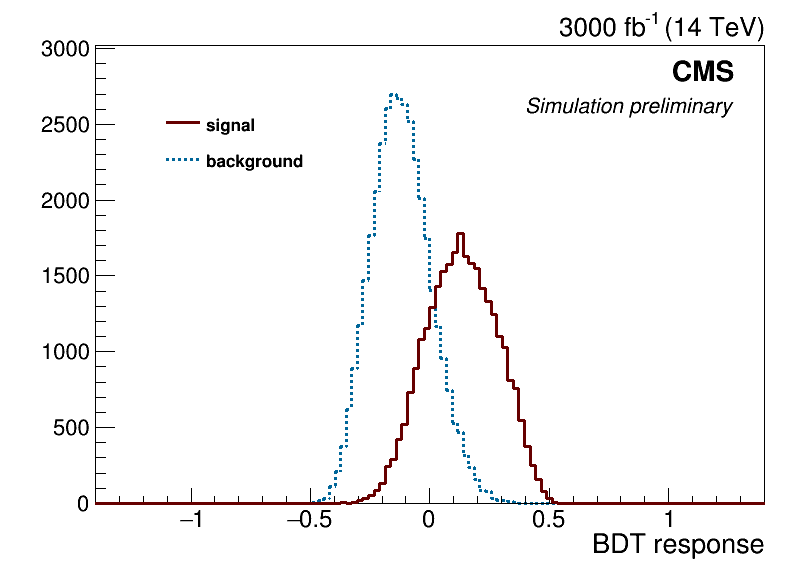 3000 fb-1 (14 TeV)
CMS
Simulation preliminary
signal
background
3000
2500
2000
1500
1000
500
0
−1 −0.5 0 0.5 1
BDT response